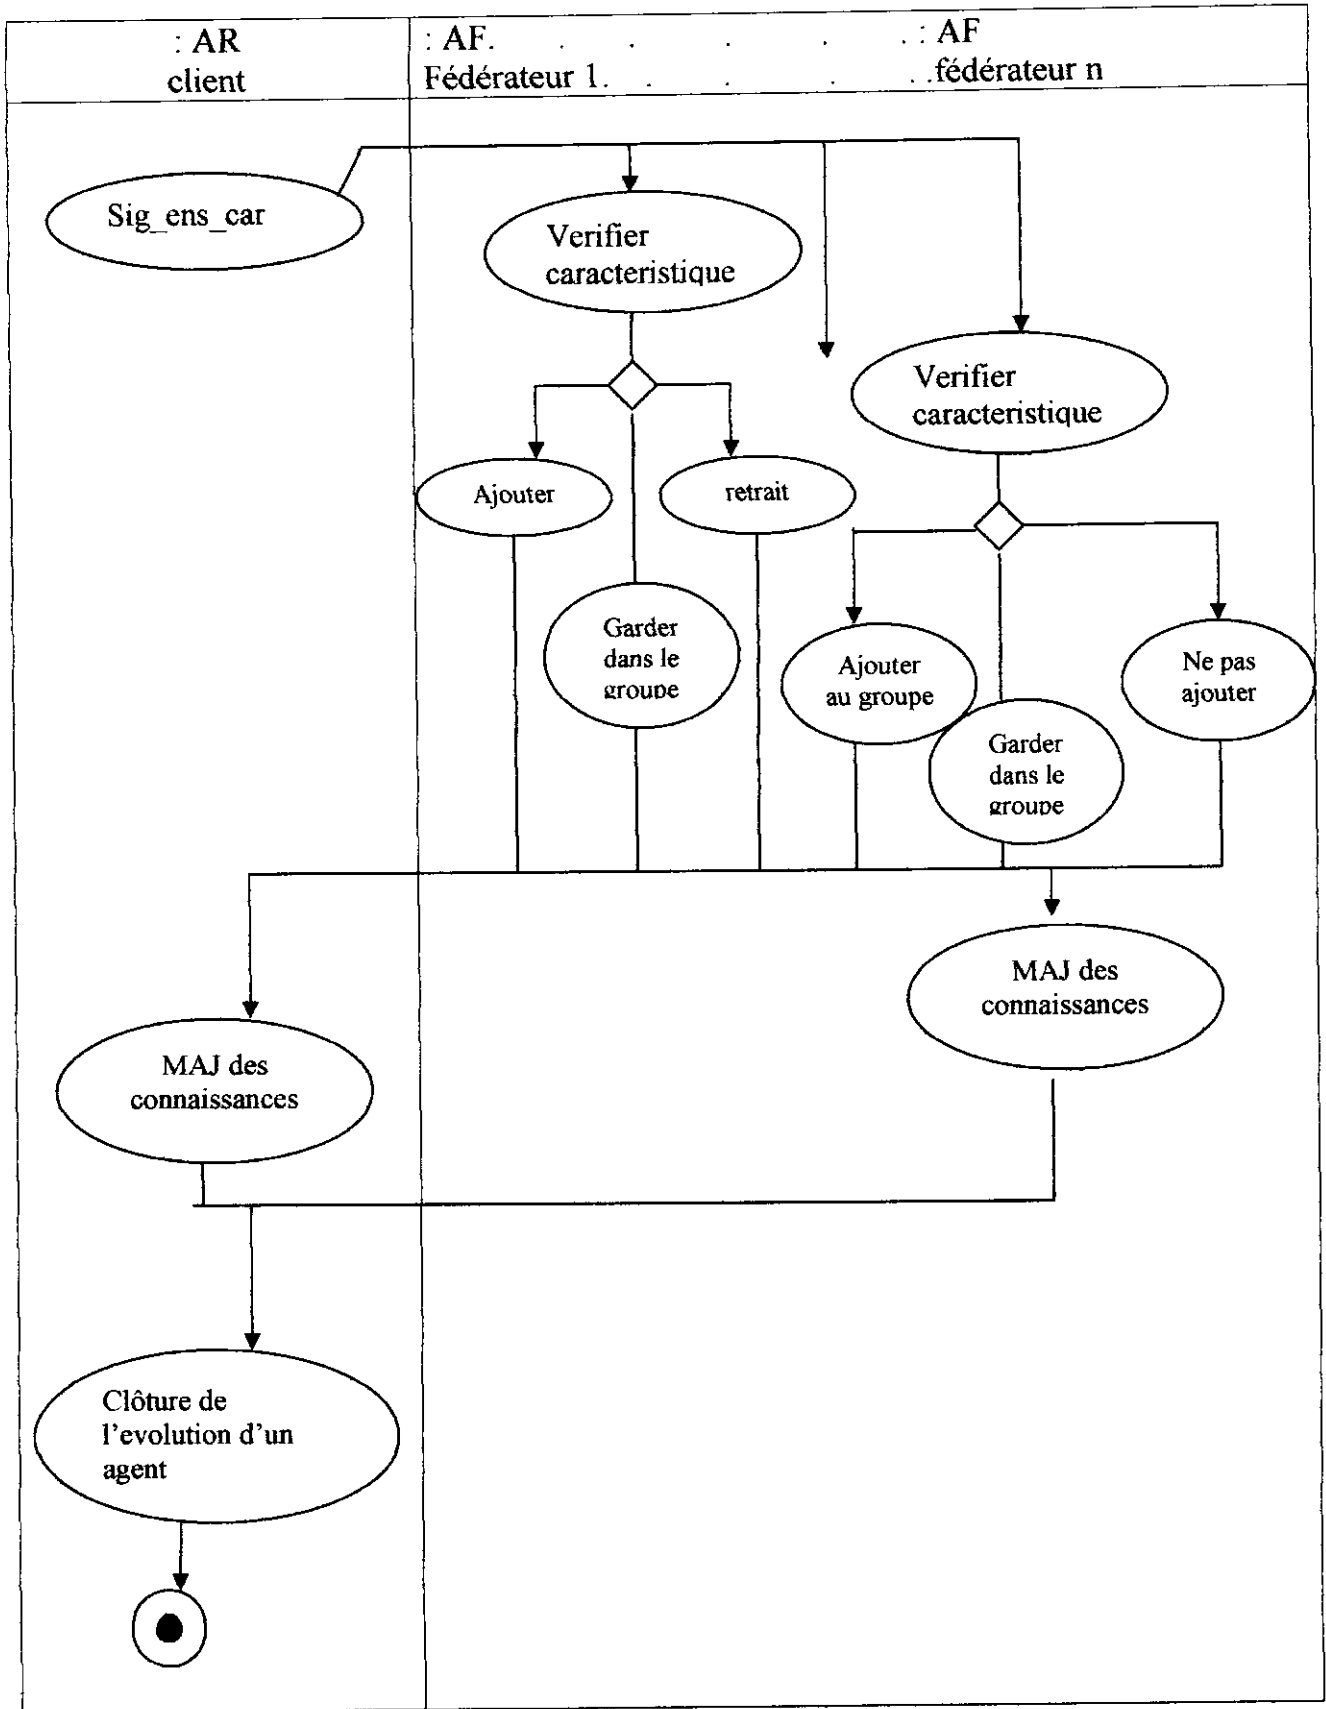 : AR
client
: AF. . . . . .: AF
Fédérateur 1. . . . ..fédérateur n
Sig_ens_car
Verifier
caracteristique
Verifier
caracteristique
Ajouter
retrait
Garder
dans le
groupe
Ajouter
au groupe
Ne pas
ajouter
Garder
dans le
groupe
MAJ des
connaissances
MAJ des
connaissances
Clôture de
l'evolution d'un
agent